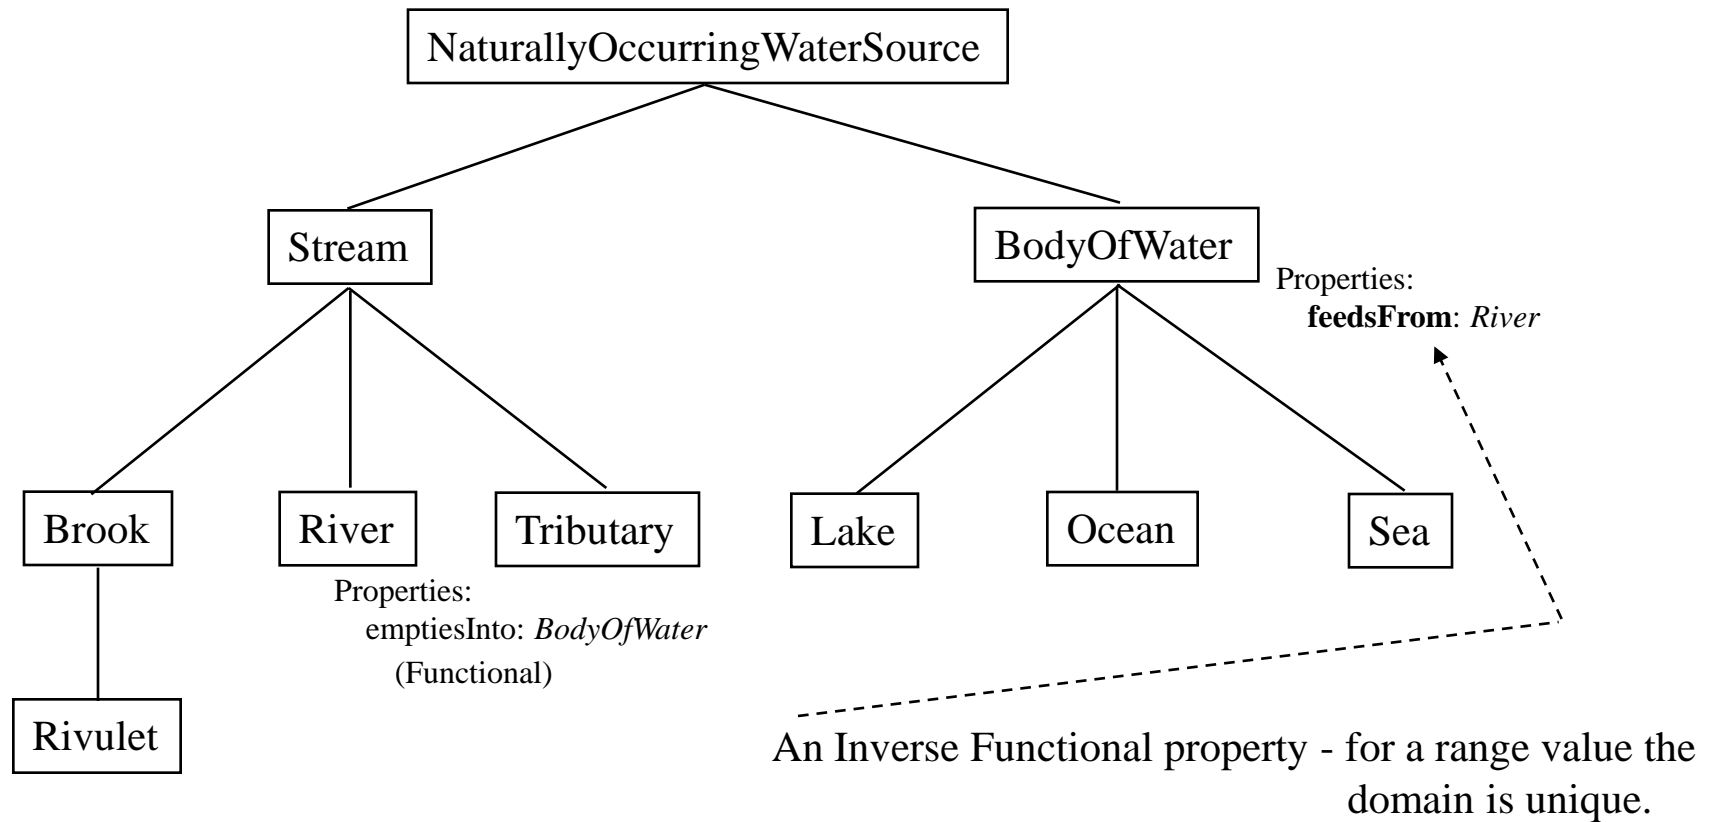 NaturallyOccurringWaterSource
Stream
BodyOfWater
Properties:
feedsFrom: River
Brook
River
Tributary
Lake
Ocean
Sea
Properties:
emptiesInto: BodyOfWater
(Functional)
Rivulet
An Inverse Functional property - for a range value the
domain is unique.